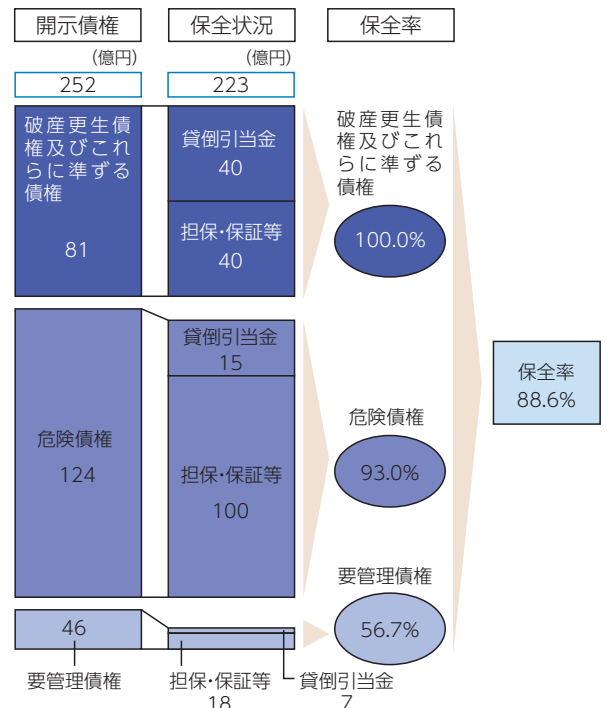 開示債権
保全状況
保全率
(億円)
(億円)
252
223
破産更生債
権及びこれ
らに準ずる
債権
81
貸倒引当金
40
担保・保証等
40
破産更生債
権及びこれ
らに準ずる
債権
100.0%
危険債権
124
貸倒引当金
15
担保・保証等
100
危険債権
93.0%
保全率
88.6%
46
要管理債権
担保・保証等
18
貸倒引当金
7
要管理債権
56.7%